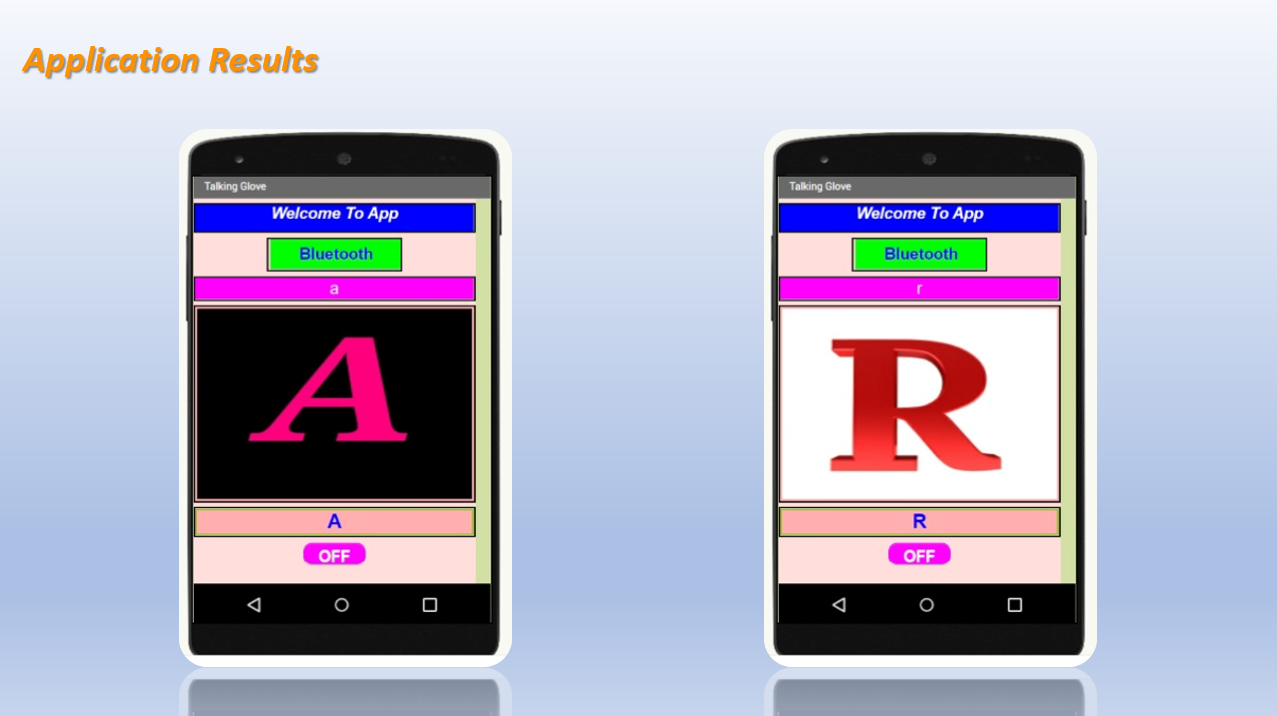 Application Results
Talking Glove
Welcome To App
Bluetooth
a
A
A
OFF
Talking Glove
Welcome To App
Bluetooth
r
R
R
OFF